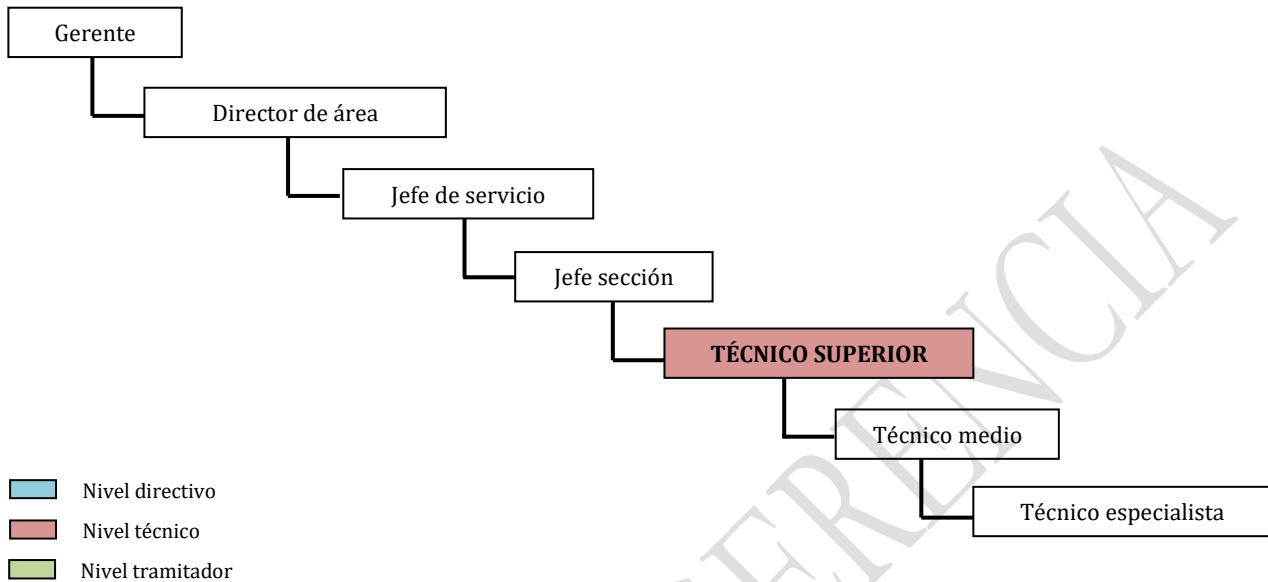 Gerente
Director de área
Jefe de servicio
Jefe sección
TÉCNICO SUPERIOR
Técnico medio
Técnico especialista
Nivel directivo
Nivel técnico
Nivel tramitador
ERENCIA